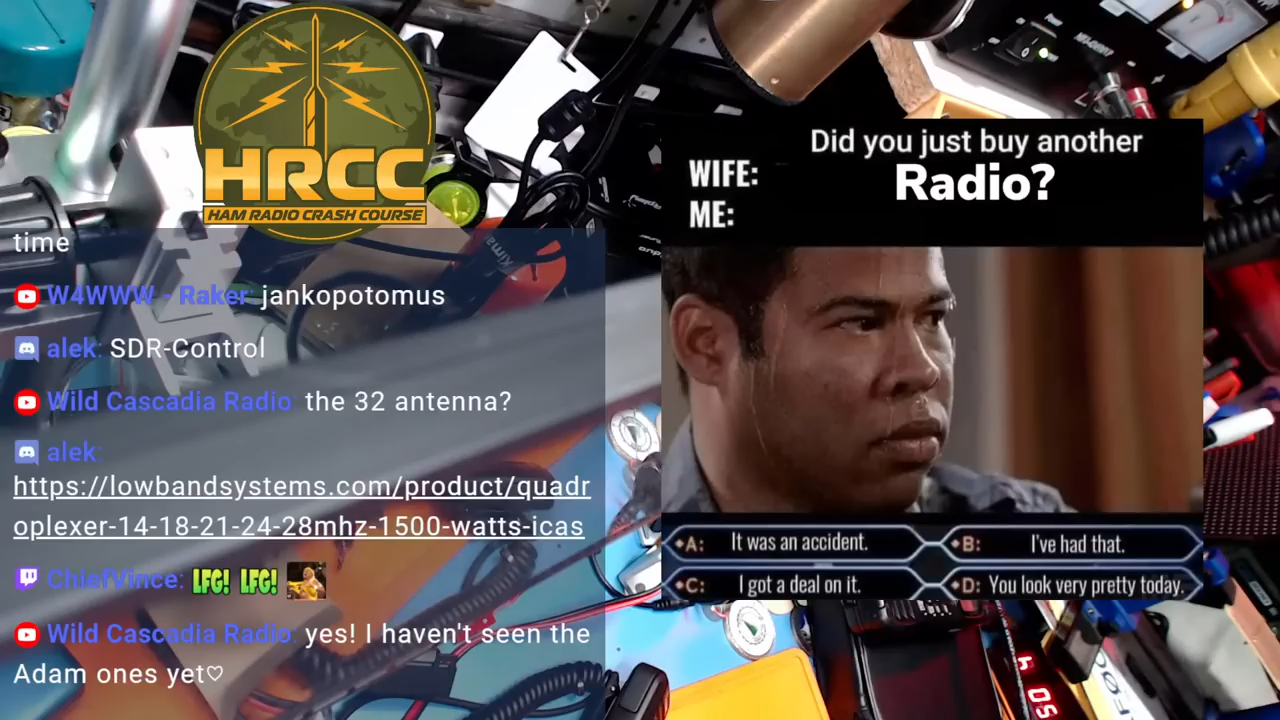 HRCC
HAM RADIO CRASH COURSE
time
W4WWW - Raker: jankopotomus
alek: SDR-Control
Wild Cascadia Radio: the 32 antenna?
alek:
https://lowbandsystems.com/product/quadr
oplexer-14-18-21-24-28mhz-1500-watts-icas
ChiefVince: LFG! LFG!
Wild Cascadia Radio: yes! I haven't seen the
Adam ones yet♡
Did you just buy another
WIFE:
Radio?
ME:
A: It was an accident.
B: I've had that.
C: I got a deal on it.
D: You look very pretty today.